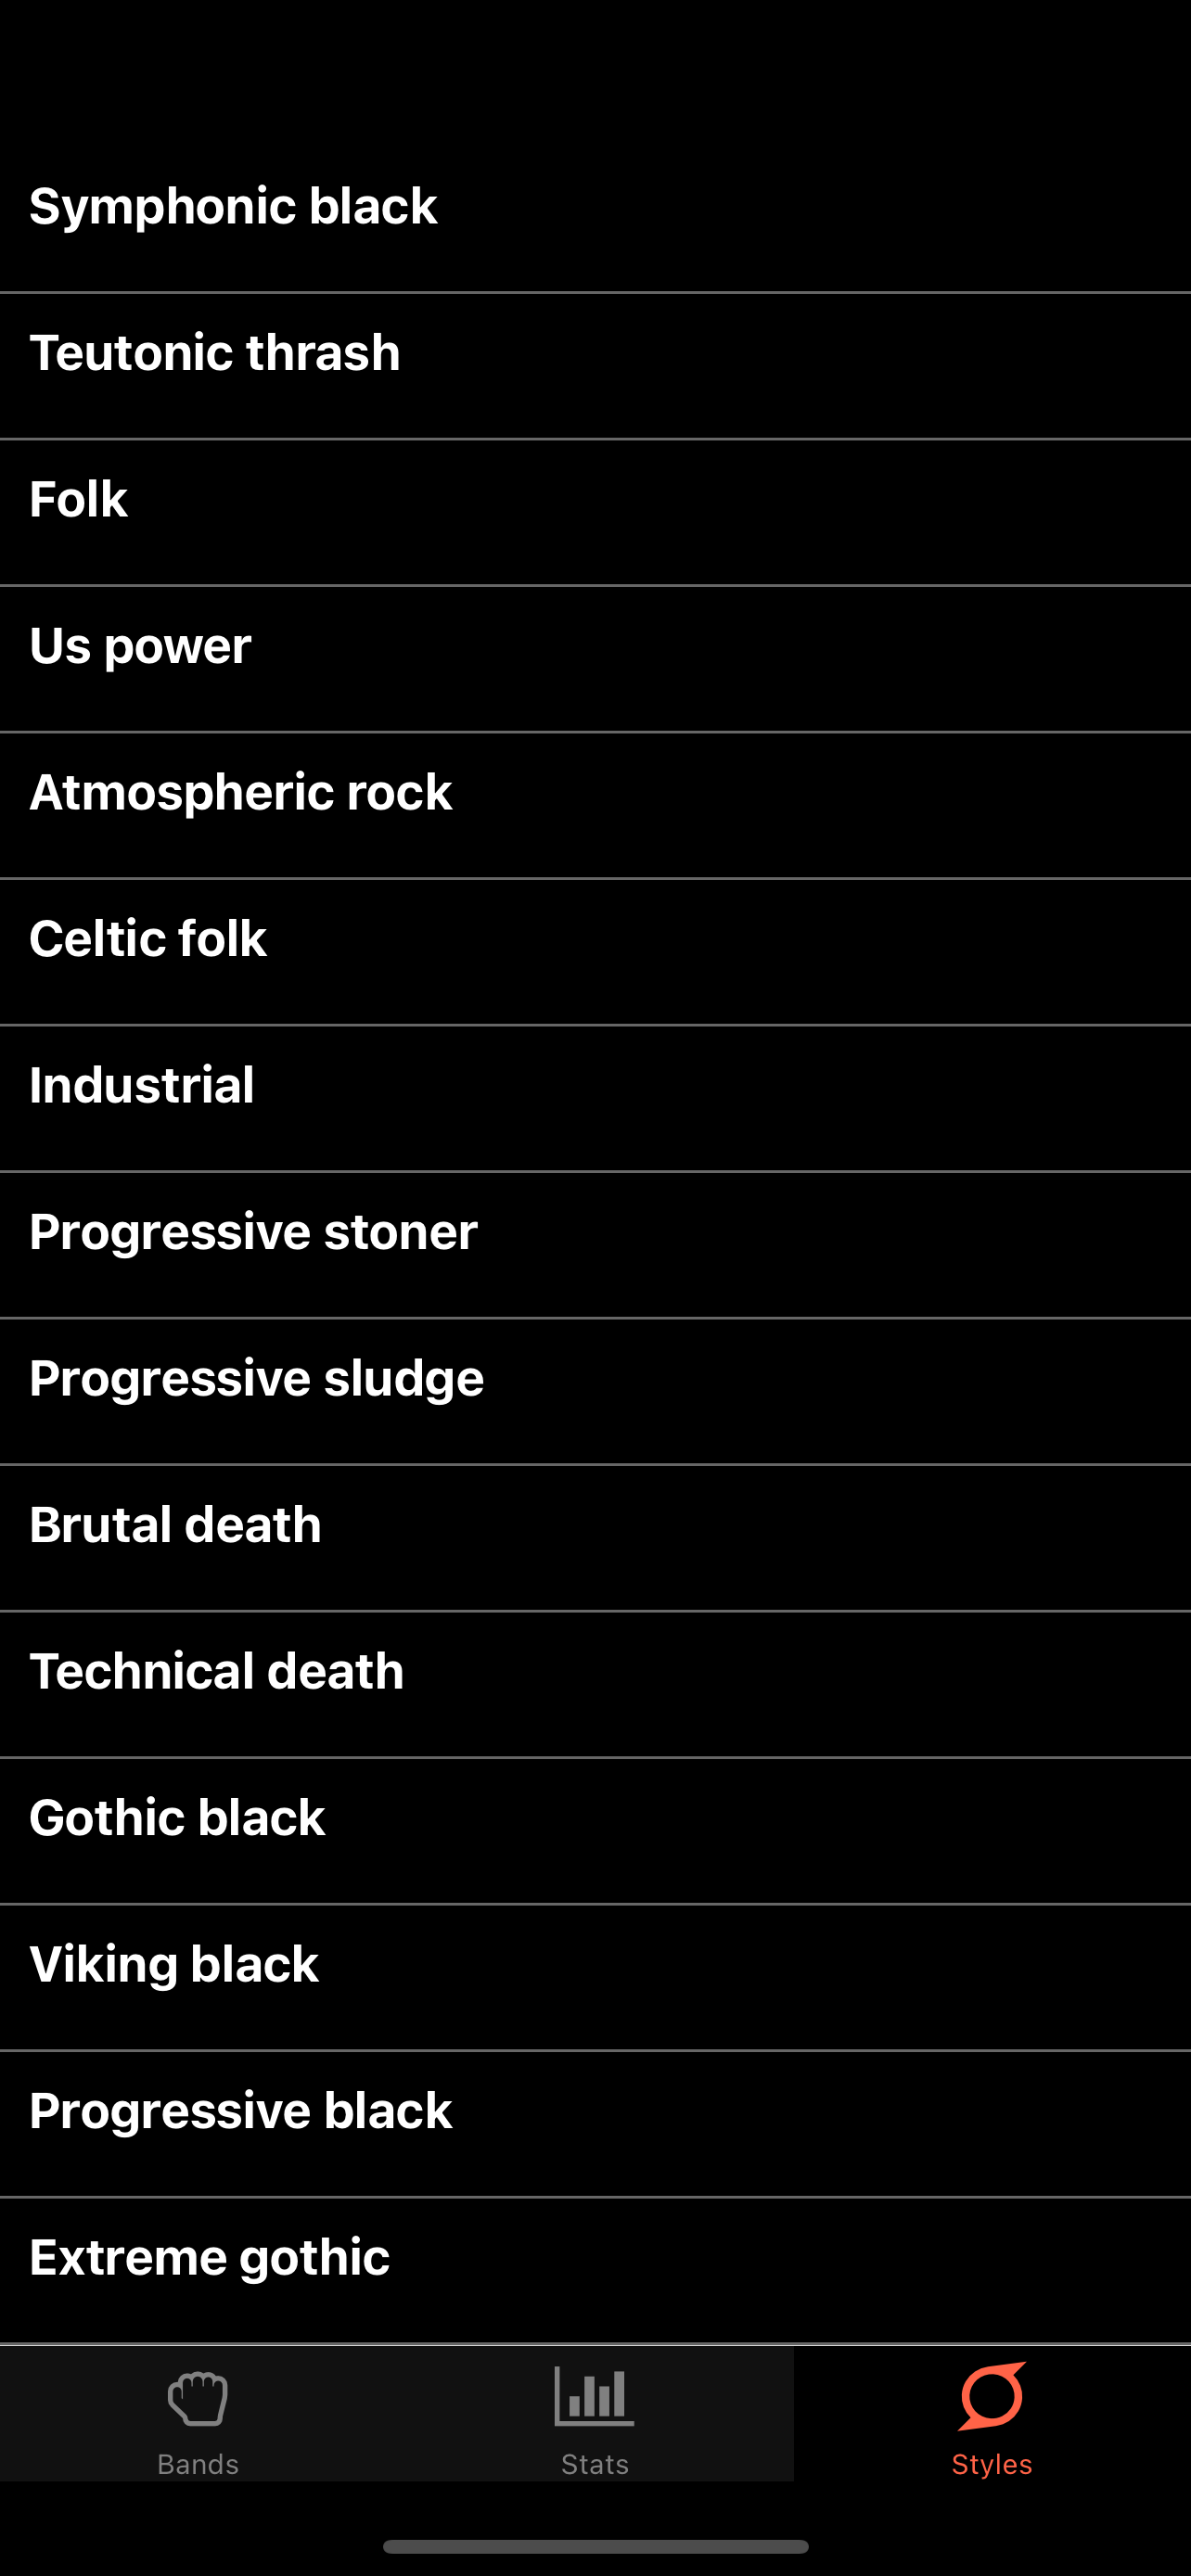 Symphonic black
Teutonic thrash
Folk
Us power
Atmospheric rock
Celtic folk
Industrial
Progressive stoner
Progressive sludge
Brutal death
Technical death
Gothic black
Viking black
Progressive black
Extreme gothic
Bands
Stats
Styles